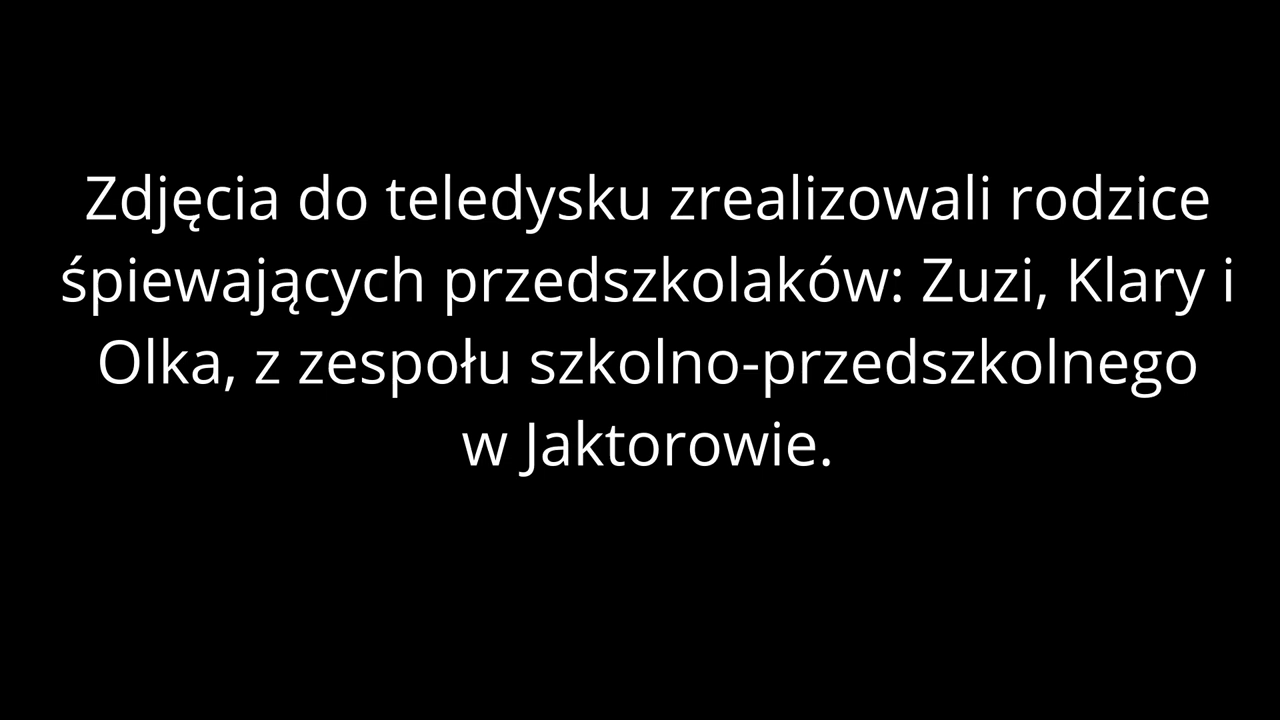 Zdjęcia do teledysku zrealizowali rodzice
śpiewających przedszkolaków: Zuzi, Klary i
Olka, z zespołu szkolno-przedszkolnego
w Jaktorowie.